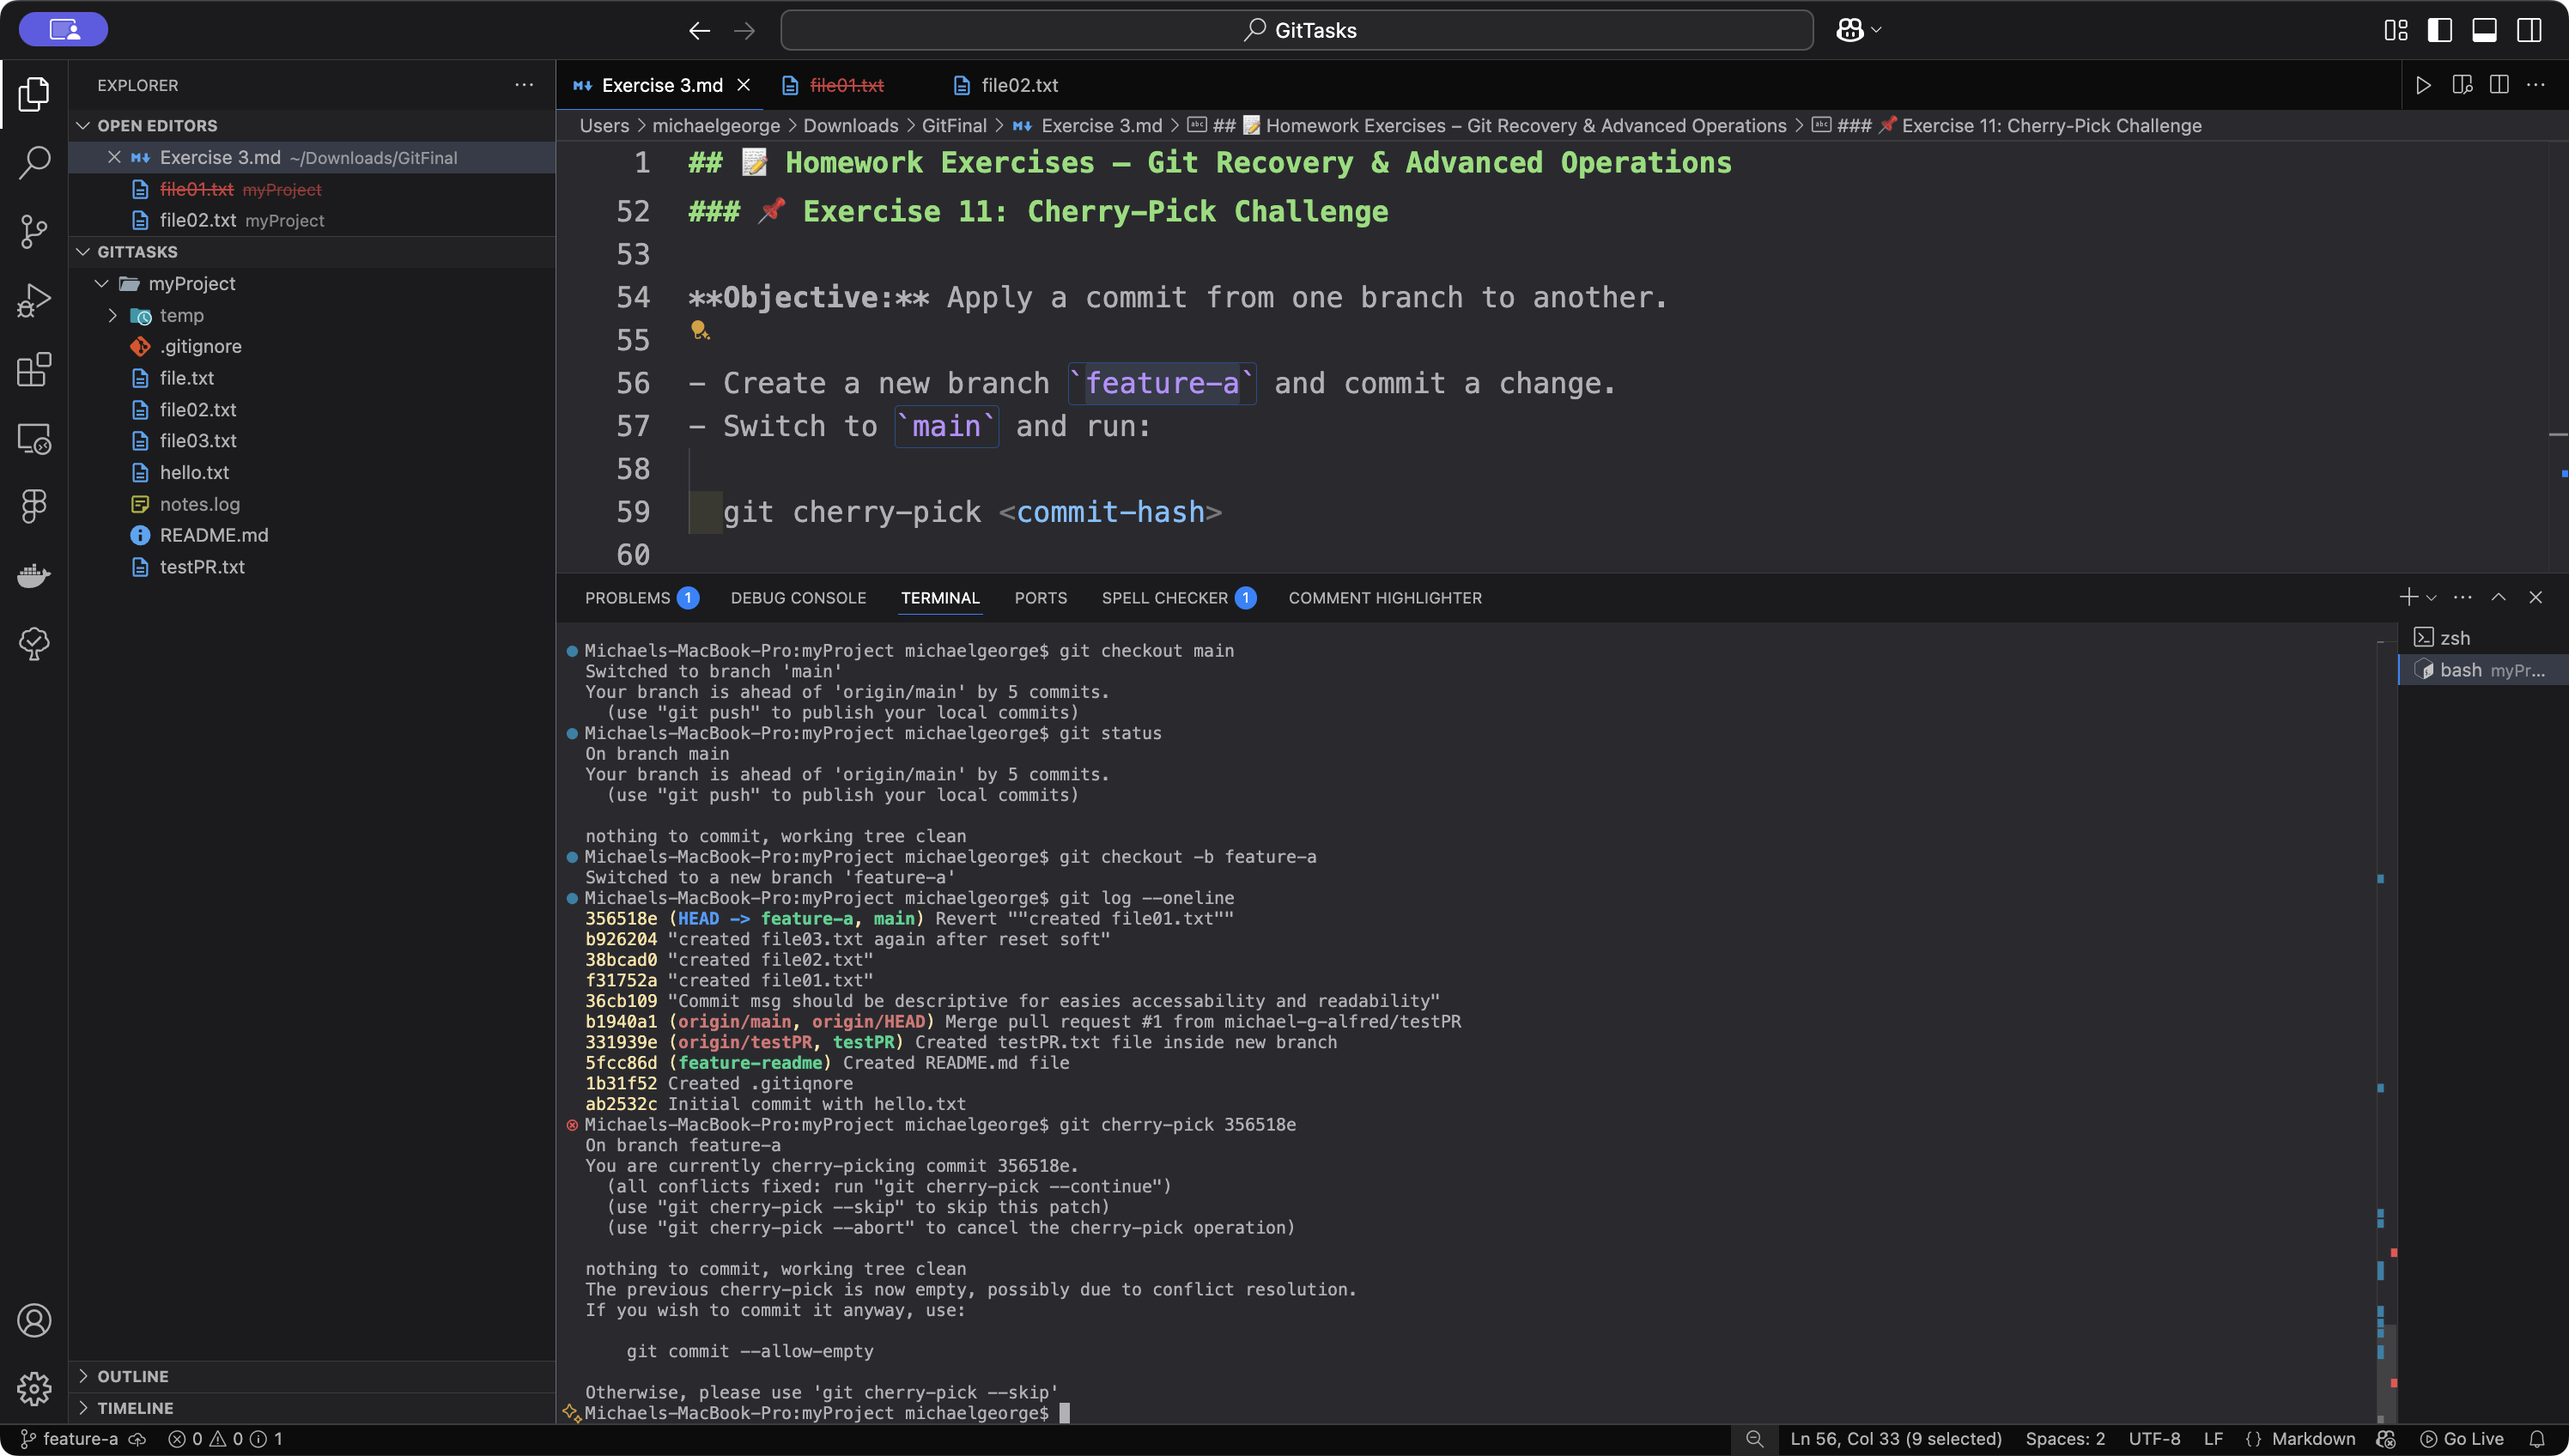 GitTasks
EXPLORER
OPEN EDITORS
Exercise 3.md ~/Downloads/GitFinal
file01.txt myProject
file02.txt myProject
GITTASKS
myProject
temp
.gitignore
file.txt
file02.txt
file03.txt
hello.txt
notes.log
README.md
testPR.txt
OUTLINE
TIMELINE
Exercise 3.md
file01.txt
file02.txt
Users > michaelgeorge > Downloads > GitFinal > Exercise 3.md > ## 📝 Homework Exercises – Git Recovery & Advanced Operations > ### 📌 Exercise 11: Cherry-Pick Challenge
1 ## 📝 Homework Exercises – Git Recovery & Advanced Operations
52 ### 📌 Exercise 11: Cherry-Pick Challenge
53
54 **Objective:** Apply a commit from one branch to another.
55
56 - Create a new branch `feature-a` and commit a change.
57 - Switch to `main` and run:
58
59 git cherry-pick <commit-hash>
60
PROBLEMS 1 DEBUG CONSOLE TERMINAL PORTS SPELL CHECKER 1 COMMENT HIGHLIGHTER
Michaels-MacBook-Pro:myProject michaelgeorge$ git checkout main
Switched to branch 'main'
Your branch is ahead of 'origin/main' by 5 commits.
(use "git push" to publish your local commits)
Michaels-MacBook-Pro:myProject michaelgeorge$ git status
On branch main
Your branch is ahead of 'origin/main' by 5 commits.
(use "git push" to publish your local commits)
nothing to commit, working tree clean
Michaels-MacBook-Pro:myProject michaelgeorge$ git checkout -b feature-a
Switched to a new branch 'feature-a'
Michaels-MacBook-Pro:myProject michaelgeorge$ git log --oneline
356518e (HEAD -> feature-a, main) Revert ""created file01.txt""
b926204 "created file03.txt again after reset soft"
38bcad0 "created file02.txt"
f31752a "created file01.txt"
36cb109 "Commit msg should be descriptive for easies accessability and readability"
b1940a1 (origin/main, origin/HEAD) Merge pull request #1 from michael-g-alfred/testPR
331939e (origin/testPR, testPR) Created testPR.txt file inside new branch
5fcc86d (feature-readme) Created README.md file
1b31f52 Created .gitiqnore
ab2532c Initial commit with hello.txt
Michaels-MacBook-Pro:myProject michaelgeorge$ git cherry-pick 356518e
On branch feature-a
You are currently cherry-picking commit 356518e.
(all conflicts fixed: run "git cherry-pick --continue")
(use "git cherry-pick --skip" to skip this patch)
(use "git cherry-pick --abort" to cancel the cherry-pick operation)
nothing to commit, working tree clean
The previous cherry-pick is now empty, possibly due to conflict resolution.
If you wish to commit it anyway, use:
git commit --allow-empty
Otherwise, please use 'git cherry-pick --skip'
Michaels-MacBook-Pro:myProject michaelgeorge$
zsh
bash myPr...
feature-a 0 0 1 Ln 56, Col 33 (9 selected) Spaces: 2 UTF-8 LF {} Markdown Go Live